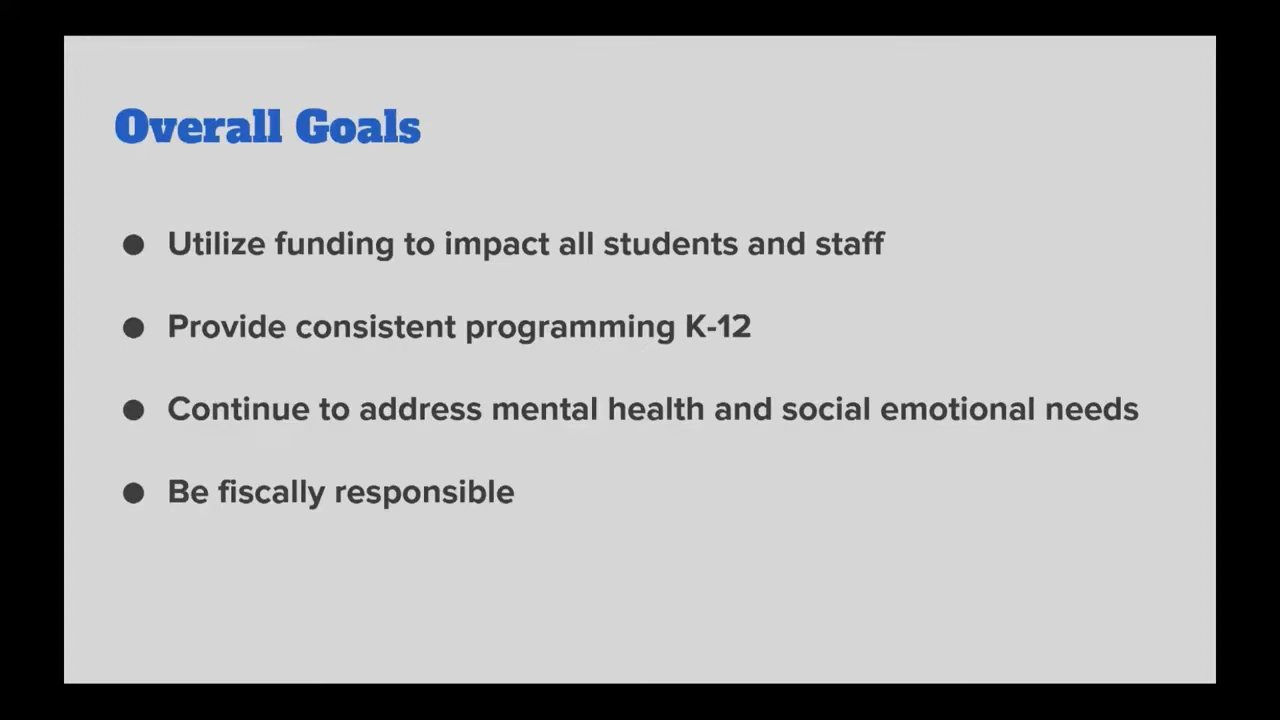 Overall Goals
● Utilize funding to impact all students and staff
● Provide consistent programming K-12
● Continue to address mental health and social emotional needs
● Be fiscally responsible